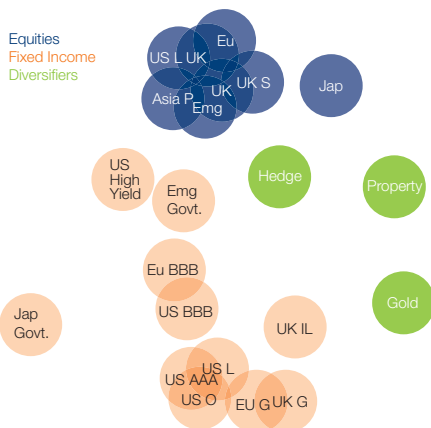 Equities
Fixed Income
Diversifiers
Eu
US L UK
UK S
UK
Asia P
Emg
Jap
US
High
Yield
Emg
Govt.
Hedge
Property
Eu BBB
US BBB
Gold
Jap
Govt.
UK IL
US L
US AAA
US O
EU G
UK G